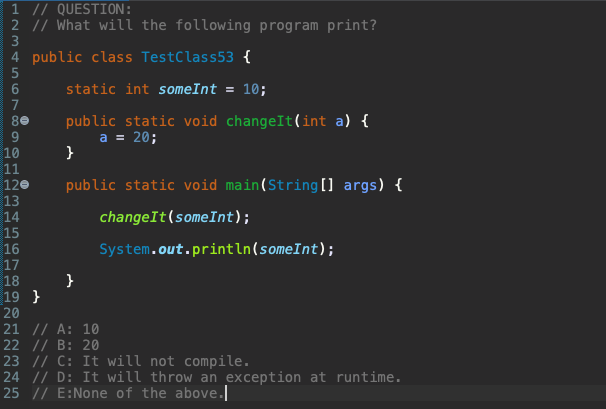 1 // QUESTION:
2 // What will the following program print?
3
4 public class TestClass53 {
5
6     static int someInt = 10;
7
8     public static void changeIt(int a) {
9         a = 20;
10     }
11
12     public static void main(String[] args) {
13
14         changeIt(someInt);
15
16         System.out.println(someInt);
17
18     }
19 }
20
21 // A: 10
22 // B: 20
23 // C: It will not compile.
24 // D: It will throw an exception at runtime.
25 // E:None of the above.